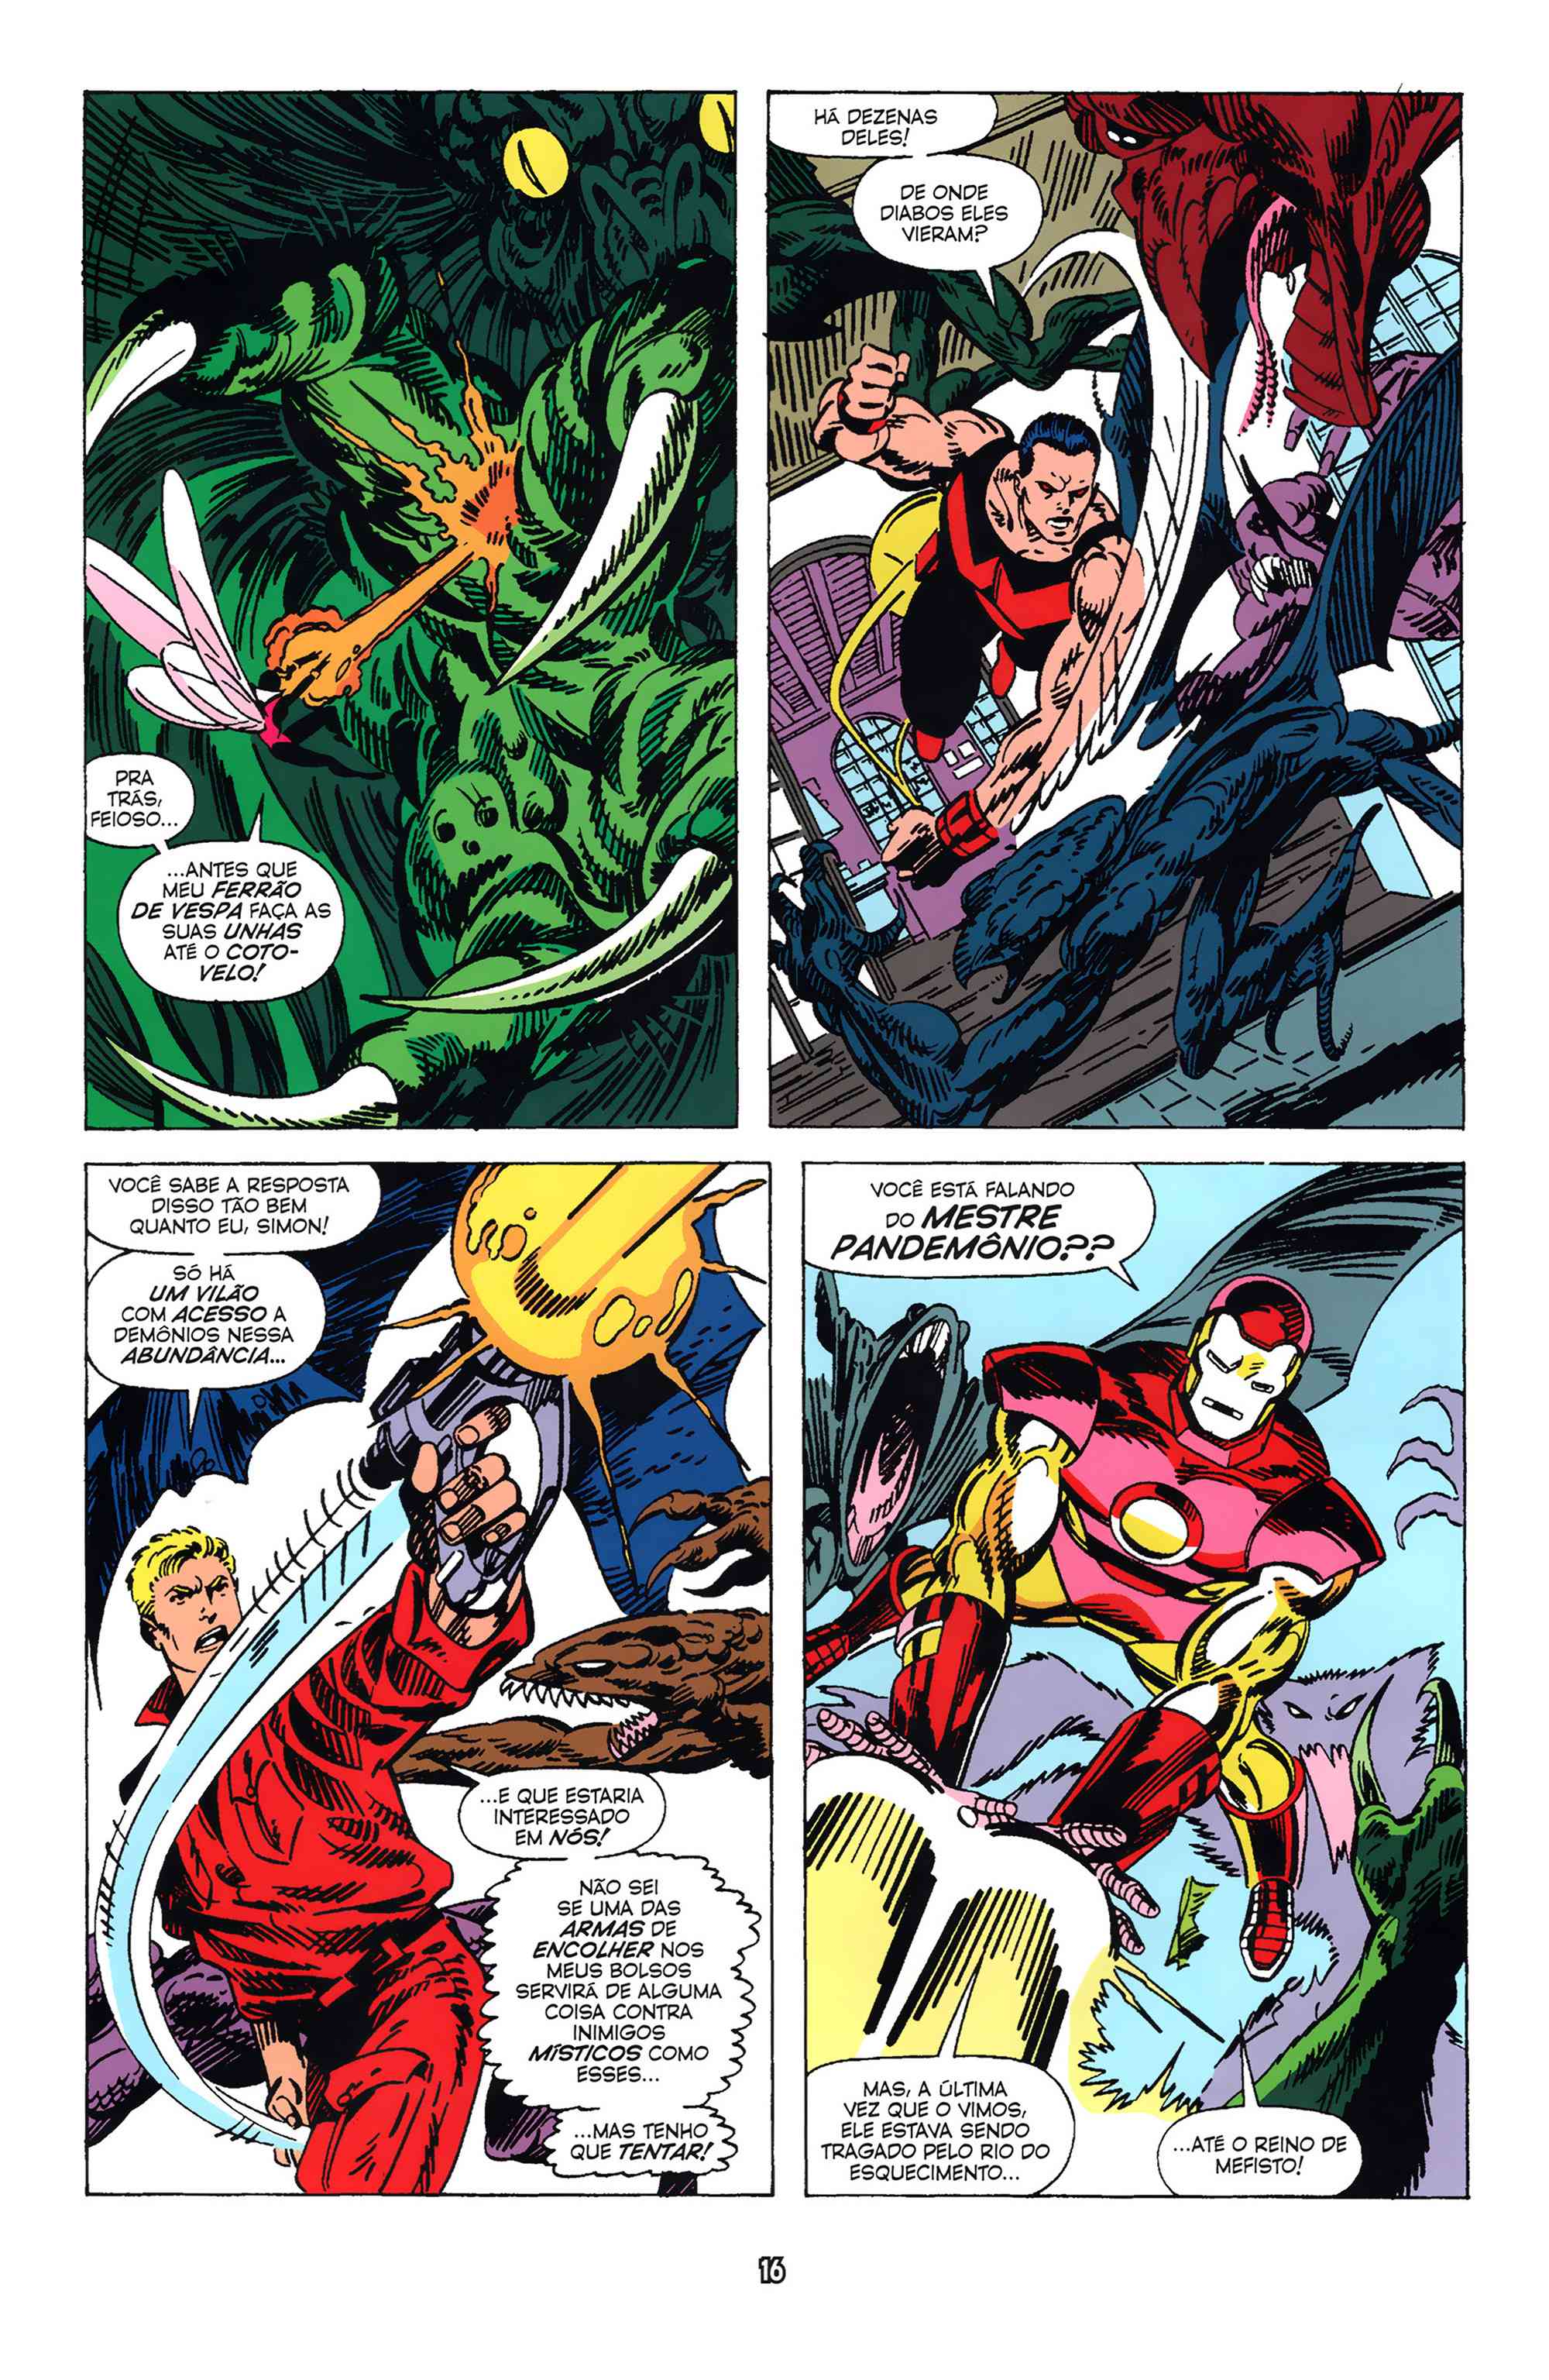 PRA
TRÁS,
FEIOSO...
...ANTES QUE
MEU FERRÃO
DE VESPA FAÇA AS
SUAS UNHAS
ATÉ O COTO-
VELO!
HÁ DEZENAS
DELES!
DE ONDE
DIABOS ELES
VIERAM?
VOCÊ SABE A RESPOSTA
DISSO TÃO BEM
QUANTO EU, SIMON!
SÓ HÁ
UM VILÃO
COM ACESSO A
DEMÔNIOS NESSA
ABUNDÂNCIA...
...E QUE ESTARIA
INTERESSADO
EM NÓS!
NÃO SEI
SE UMA DAS
ARMAS DE
ENCOLHER NOS
MEUS BOLSOS
SERVIRÁ DE ALGUMA
COISA CONTRA
INIMIGOS
MÍSTICOS COMO
ESSES...
...MAS TENHO
QUE TENTAR!
VOCÊ ESTÁ FALANDO
DO MESTRE
PANDEMÔNIO??
MAS, A ÚLTIMA
VEZ QUE O VIMOS,
ELE ESTAVA SENDO
TRAGADO PELO RIO DO
ESQUECIMENTO...
...ATÉ O REINO DE
MEFISTO!
16